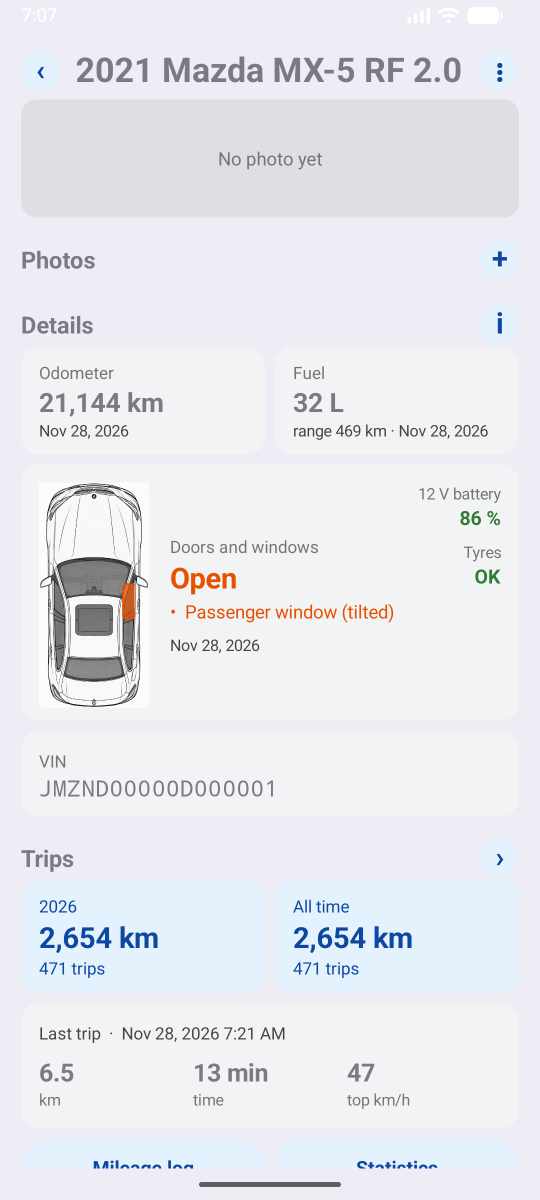 7:07
‹ 2021 Mazda MX-5 RF 2.0
No photo yet
Photos +
Details i
Odometer
21,144 km
Nov 28, 2026
Fuel
32 L
range 469 km · Nov 28, 2026
12 V battery
86 %
Tyres
OK
Doors and windows
Open
• Passenger window (tilted)
Nov 28, 2026
VIN
JMZND00000D000001
Trips ›
2026
2,654 km
471 trips
All time
2,654 km
471 trips
Last trip · Nov 28, 2026 7:21 AM
6.5
km
13 min
time
47
top km/h
Mileage log
Statistics